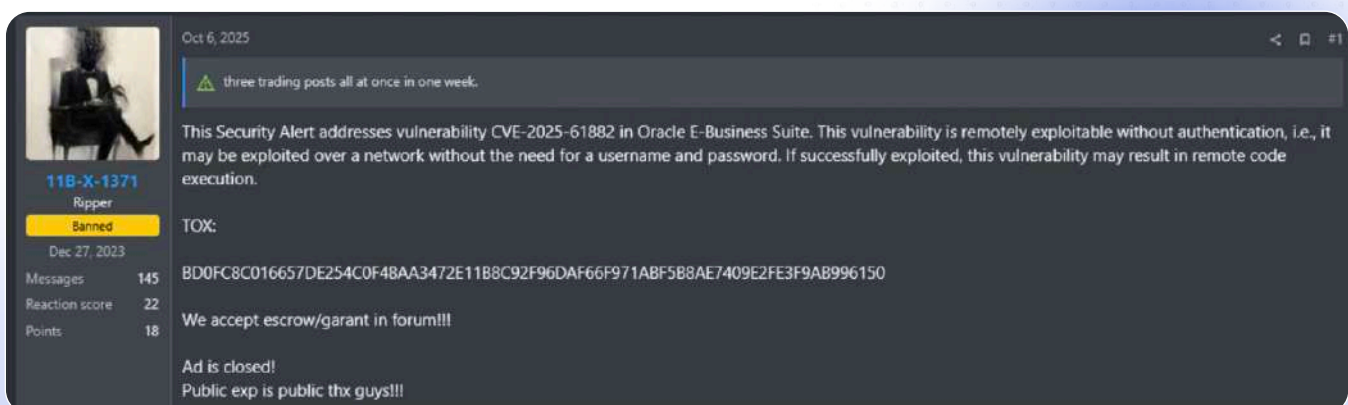 Oct 6, 2025
#1
three trading posts all at once in one week.
This Security Alert addresses vulnerability CVE-2025-61882 in Oracle E-Business Suite. This vulnerability is remotely exploitable without authentication, i.e., it
may be exploited over a network without the need for a username and password. If successfully exploited, this vulnerability may result in remote code
execution.
11B-X-1371
Ripper
Banned
Dec 27, 2023
Messages 145
Reaction score 22
Points 18
TOX:
BD0FC8C016657DE254C0F48AA3472E11B8C92F96DAF66F971ABF5B8AE7409E2FE3F9AB996150
We accept escrow/garant in forum!!!
Ad is closed!
Public exp is public thx guys!!!